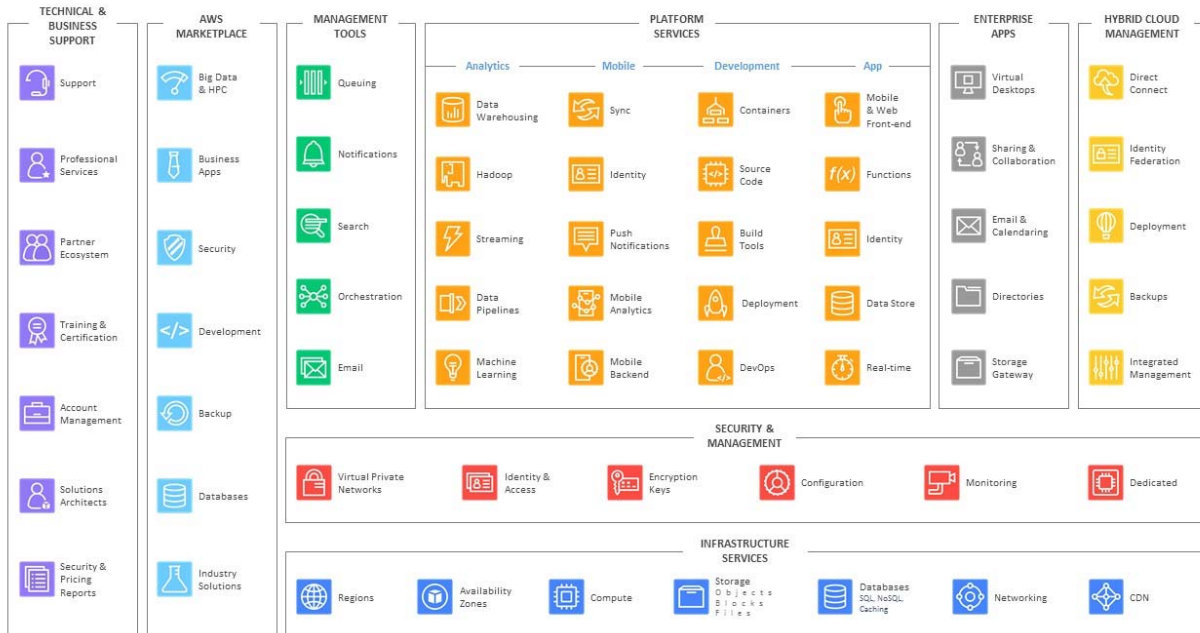 TECHNICAL &
BUSINESS
SUPPORT
Support
Professional
Services
Partner
Ecosystem
Training &
Certification
Account
Management
Solutions
Architects
Security &
Pricing
Reports
AWS
MARKETPLACE
Big Data
& HPC
Business
Apps
Security
Development
Backup
Databases
Industry
Solutions
MANAGEMENT
TOOLS
Queuing
Notifications
Search
Orchestration
Email
PLATFORM
SERVICES
Analytics
Data
Warehousing
Hadoop
Streaming
Data
Pipelines
Machine
Learning
Mobile
Sync
Identity
Push
Notifications
Mobile
Analytics
Mobile
Backend
Development
Containers
Source
Code
Build
Tools
Deployment
DevOps
App
Mobile
& Web
Front-end
f(x)
Functions
Identity
Data Store
Real-time
ENTERPRISE
APPS
Virtual
Desktops
Sharing &
Collaboration
Email &
Calendaring
Directories
Storage
Gateway
HYBRID CLOUD
MANAGEMENT
Direct
Connect
Identity
Federation
Deployment
Backups
Integrated
Management
SECURITY &
MANAGEMENT
Virtual Private
Networks
Identity &
Access
Encryption
Keys
Configuration
Monitoring
Dedicated
INFRASTRUCTURE
SERVICES
Regions
Availability
Zones
Compute
Storage
Objects
Blocks
Files
Databases
SQL, NoSQL,
Caching
Networking
CDN